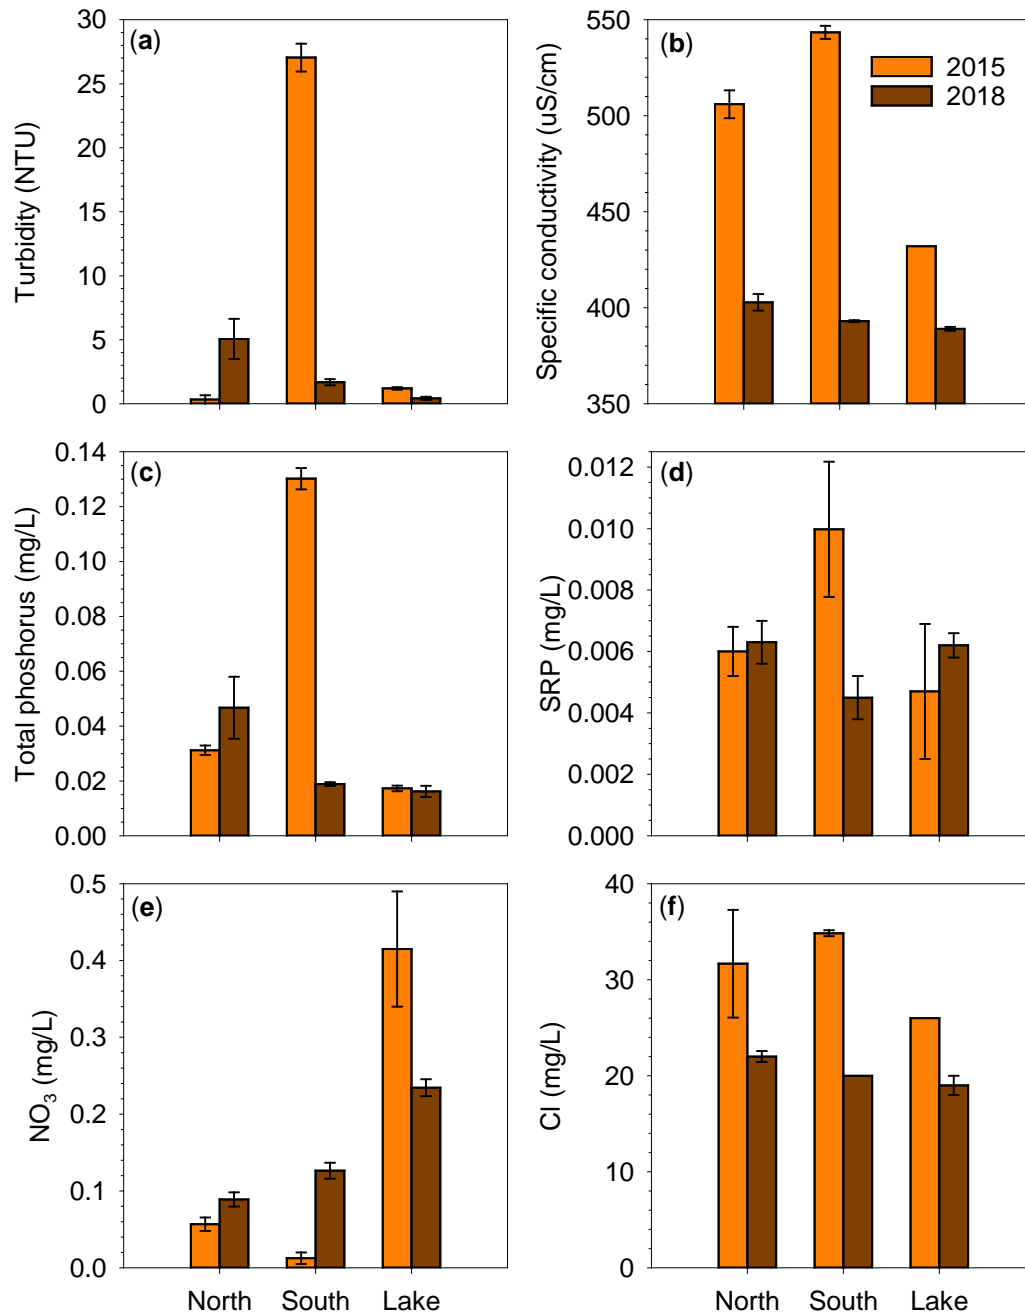 (a)
Turbidity (NTU)
30
25
20
15
10
5
0
(b)
Specific conductivity (uS/cm)
550
500
450
400
350
2015
2018
(c)
Total phoshorus (mg/L)
0.14
0.12
0.10
0.08
0.06
0.04
0.02
0.00
(d)
SRP (mg/L)
0.012
0.010
0.008
0.006
0.004
0.002
0.000
(e)
NO3 (mg/L)
0.5
0.4
0.3
0.2
0.1
0.0
North South Lake
(f)
Cl (mg/L)
40
30
20
10
0
North South Lake